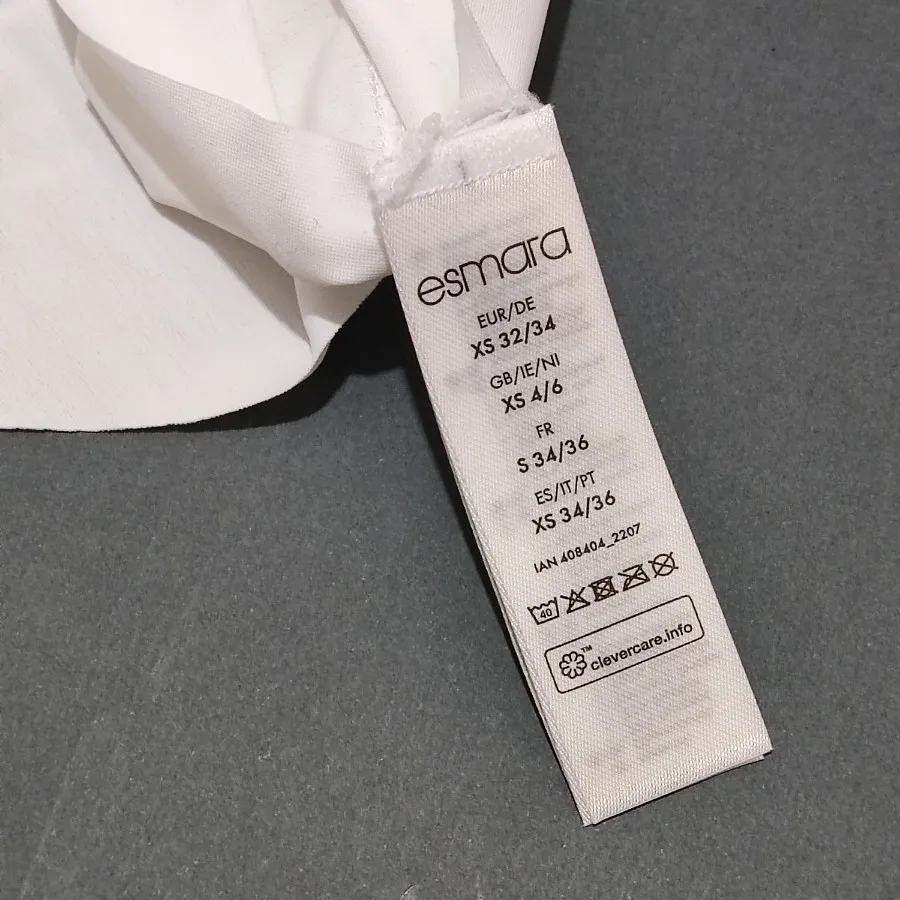 esmara
EUR/DE
XS 32/34
GB/IE/NI
XS 4/6
FR
S 34/36
ES/IT/PT
XS 34/36
IAN 408404_2207
40
™ clevercare.info